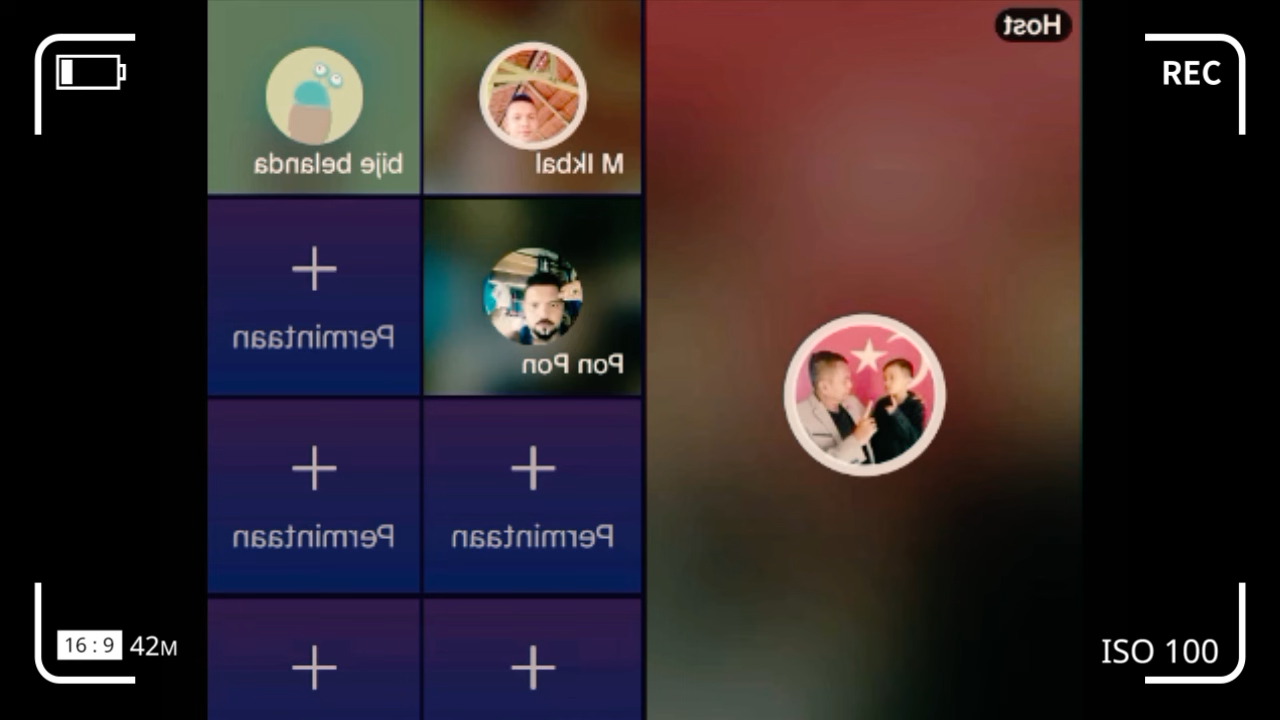 Host
REC
bije belanda
M Ikbal
Permintaan
Pon Pon
Permintaan
Permintaan
16:9 42M
ISO 100